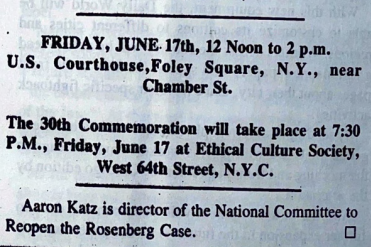 FRIDAY, JUNE 17th, 12 Noon to 2 p.m.
U.S. Courthouse,Foley Square, N.Y., near
Chamber St.
The 30th Commemoration will take place at 7:30
P.M., Friday, June 17 at Ethical Culture Society,
West 64th Street, N.Y.C.
Aaron Katz is director of the National Committee to
Reopen the Rosenberg Case. □